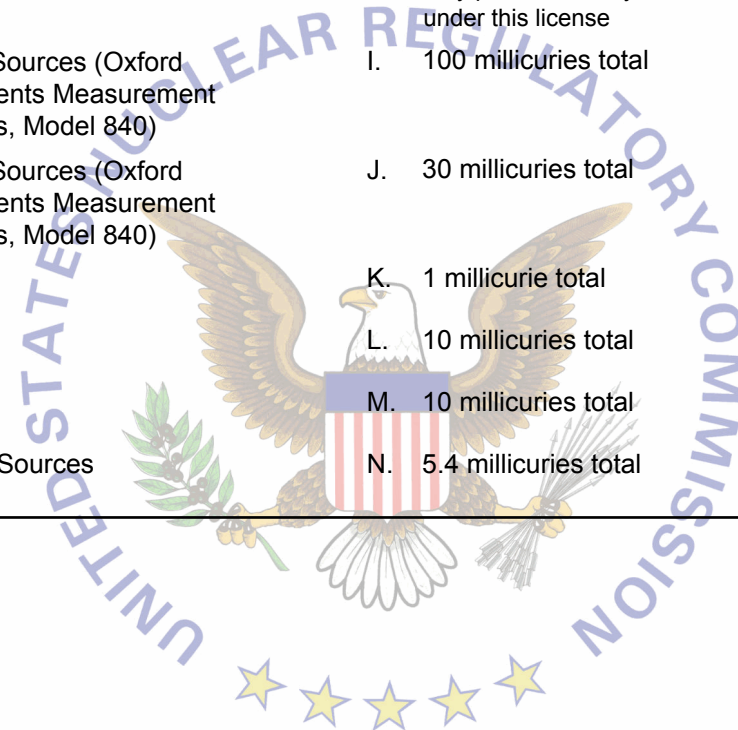 under this license
Sources (Oxford
I. 100 millicuries total
ents Measurement
s, Model 840)
Sources (Oxford
J. 30 millicuries total
ents Measurement
s, Model 840)
K. 1 millicurie total
L. 10 millicuries total
M. 10 millicuries total
Sources
N. 5.4 millicuries total
UNITED STATES NUCLEAR REGULATORY COMMISSION